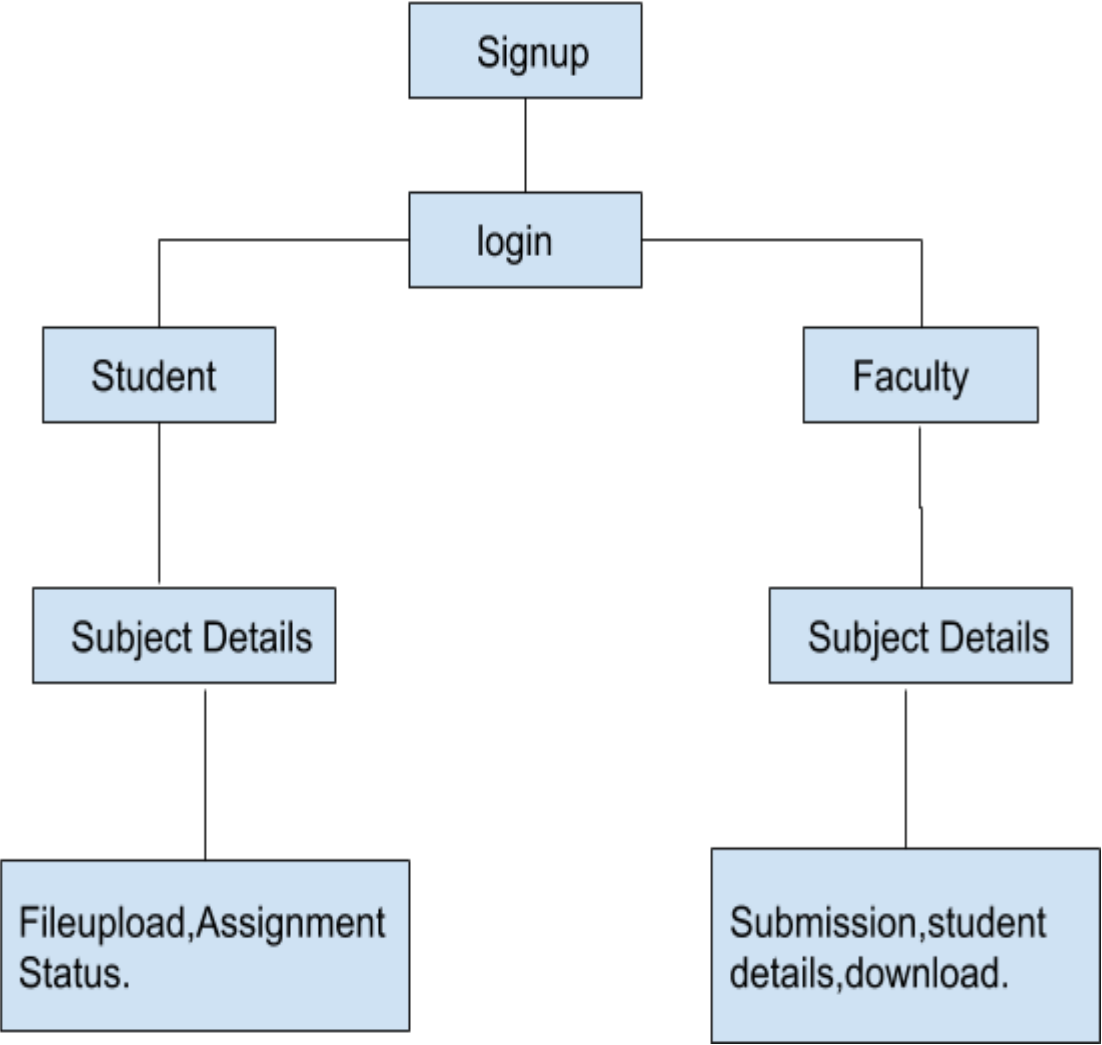 Signup
login
Student
Faculty
Subject Details
Subject Details
Fileupload,Assignment
Status.
Submission,student
details,download.